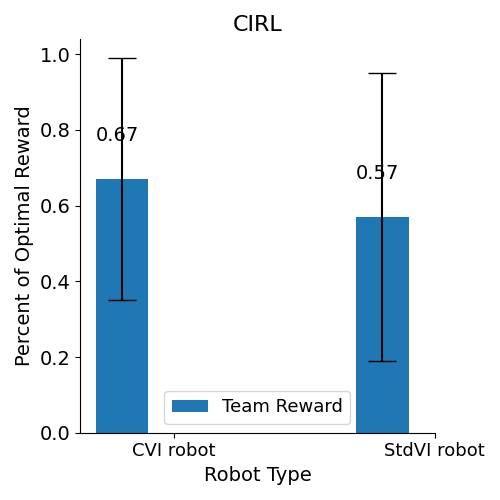 CIRL
Percent of Optimal Reward
1.0
0.8
0.6
0.4
0.2
0.0
0.67
0.57
Team Reward
CVI robot
StdVI robot
Robot Type